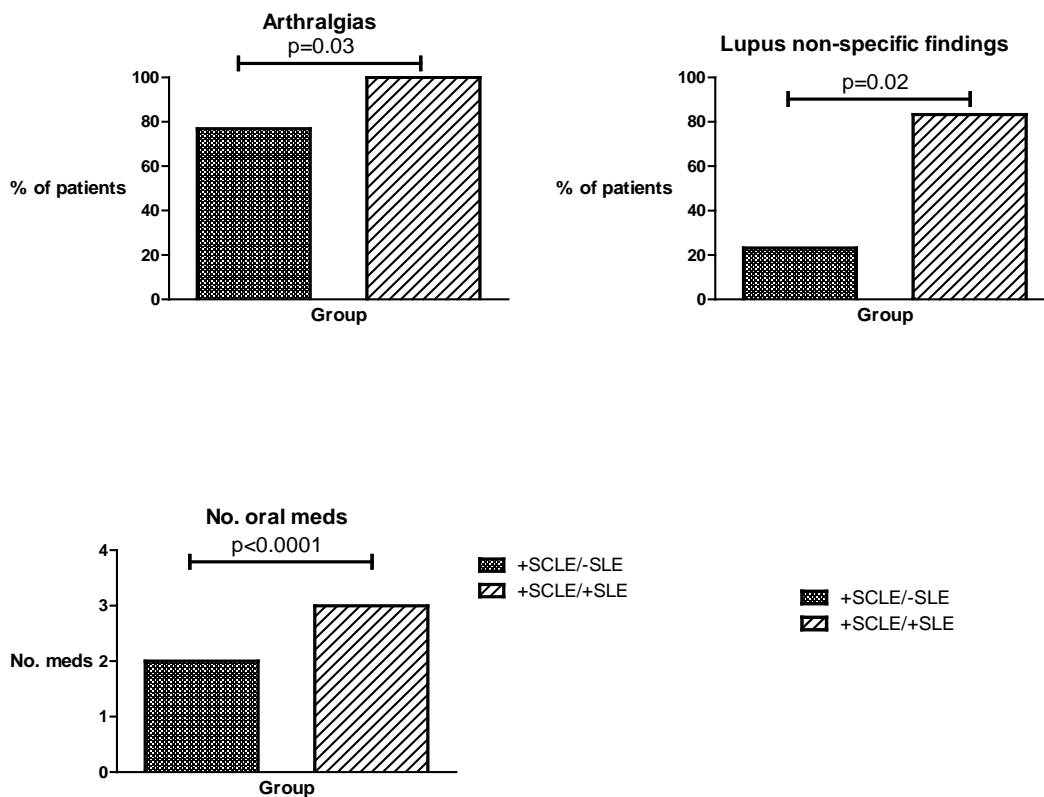 Arthralgias
p=0.03
100
80
60
40
20
0
% of patients
Group
Lupus non-specific findings
p=0.02
100
80
60
40
20
0
% of patients
Group
No. oral meds
p<0.0001
4
3
2
1
0
No. meds
Group
+SCLE/-SLE
+SCLE/+SLE
+SCLE/-SLE
+SCLE/+SLE